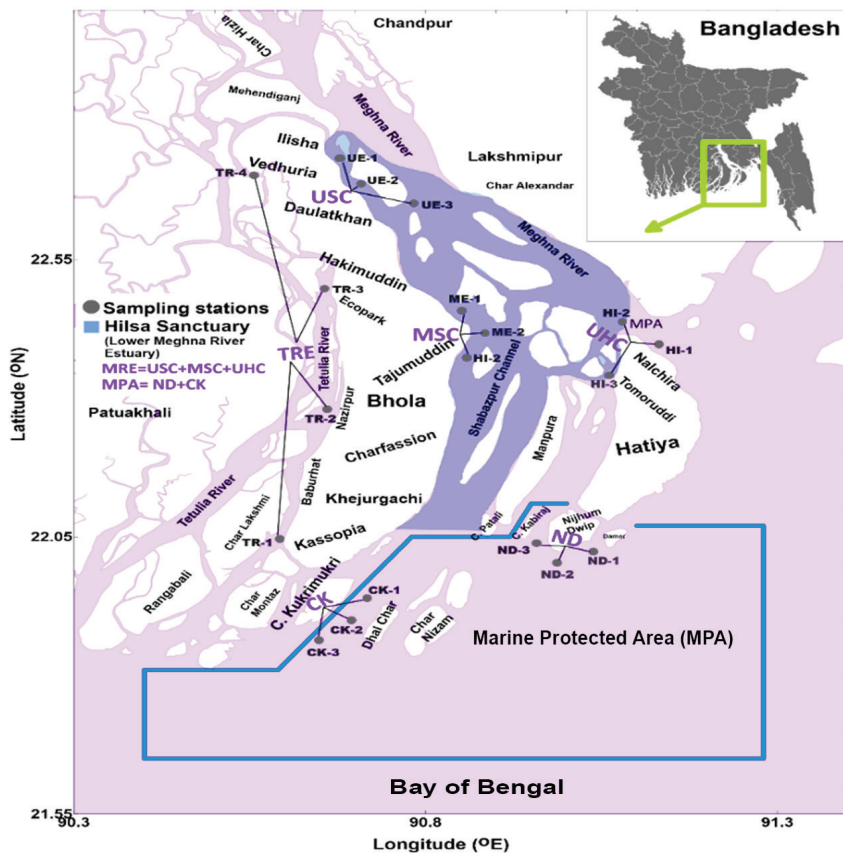 Chandpur
Bangladesh
Char Hizla
Mehendiganj
Meghna River
Ilisha
UE-1
Lakshmipur
Vedhuria
TR-4
UE-2
USC
Char Alexandar
UE-3
Daulatkhan
Meghna River
22.55
Hakimuddin
TR-3
Ecopark
Sampling stations
Hilsa Sanctuary
(Lower Meghna River
Estuary)
MRE=USC+MSC+UHC
MPA= ND+CK
ME-1
HI-2
MPA
MSC
ME-2
UHC
HI-1
TRE
Tetulia River
Tajumuddin
HI-2
Nalchira
HI-3
Tomoruddi
Latitude (ºN)
Patuakhali
TR-2
Nazirpur
Bhola
Shabazpur Channel
Manpura
Hatiya
Charfassion
Baburhat
Tetulia River
Khejurgachi
Char Lakshmi
C. Patali
C. Kabiraj
Nijhum
Dwip
22.05
TR-1
Kassopia
ND
Damar
ND-3
ND-1
ND-2
Rangabali
Char
Montaz
C. Kukrimukri
CK
CK-1
CK-2
CK-3
Dhal Char
Char
Nizam
Marine Protected Area (MPA)
Bay of Bengal
21.55
90.3
90.8
91.3
Longitude (ºE)